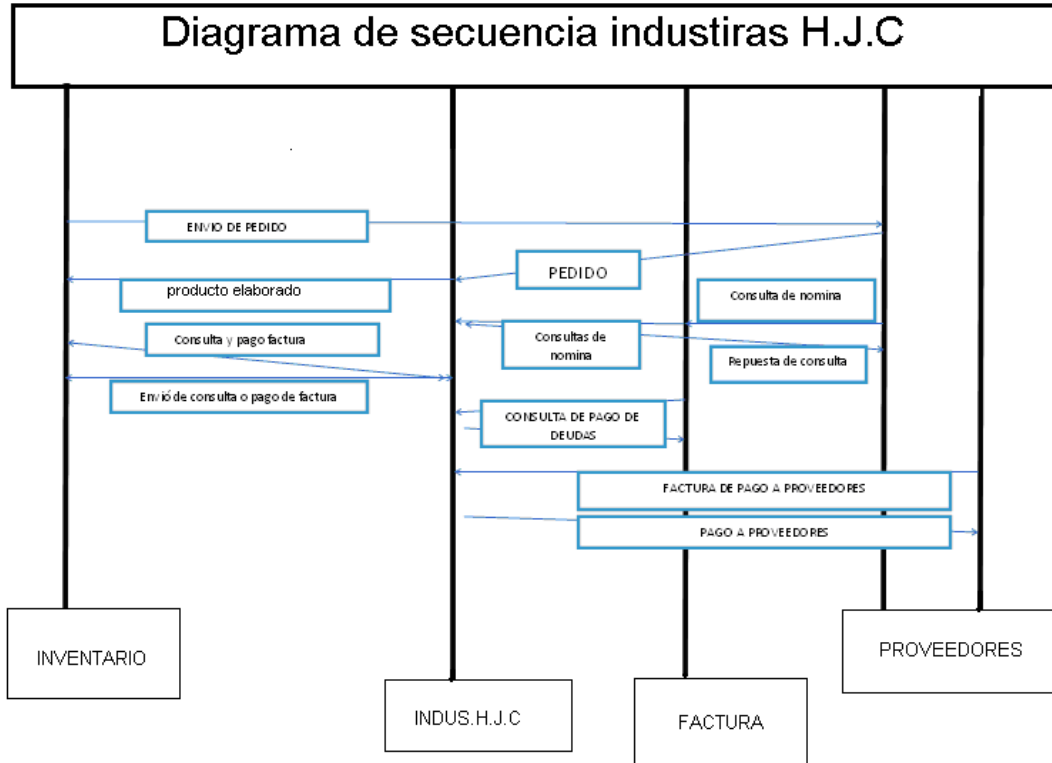 Diagrama de secuencia industiras H.J.C
ENVIO DE PEDIDO
PEDIDO
producto elaborado
Consulta de nomina
Consulta y pago factura
Consultas de
nomina
Repuesta de consulta
Envió de consulta o pago de factura
CONSULTA DE PAGO DE
DEUDAS
FACTURA DE PAGO A PROVEEDORES
PAGO A PROVEEDORES
INVENTARIO
INDUS.H.J.C
FACTURA
PROVEEDORES